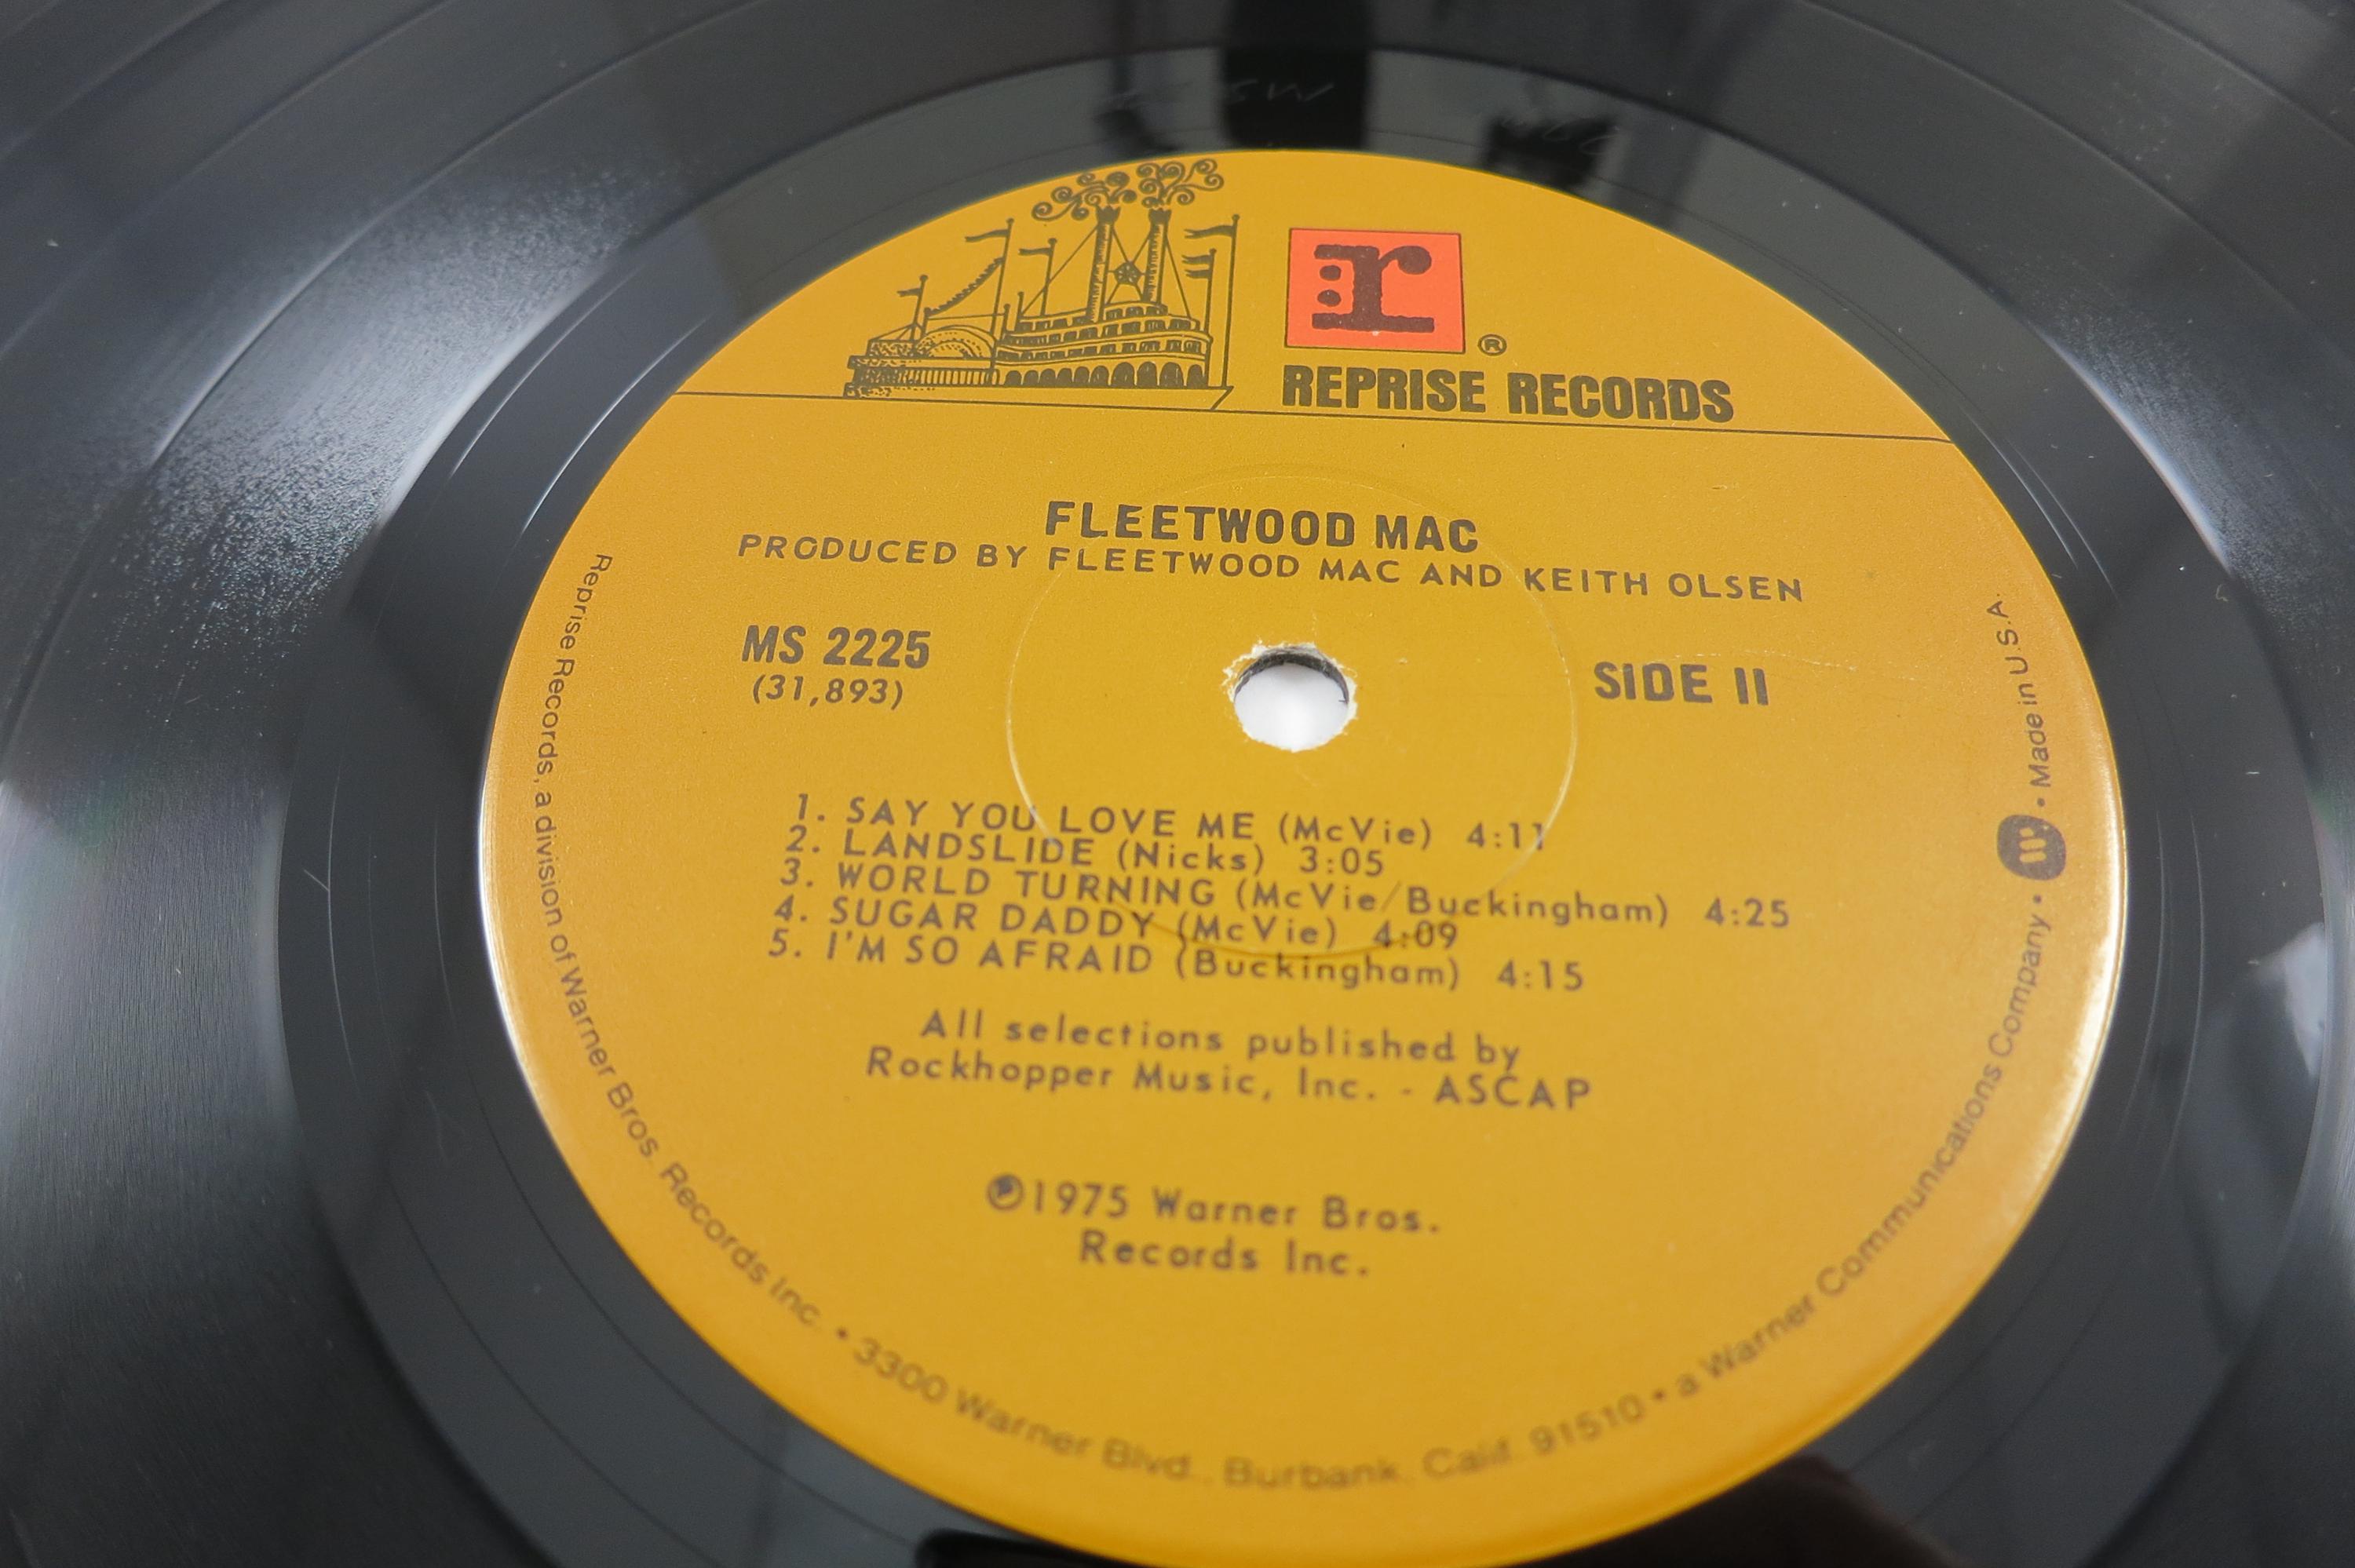 r
®
REPRISE RECORDS
FLEETWOOD MAC
PRODUCED BY FLEETWOOD MAC AND KEITH OLSEN
MS 2225
(31,893)
SIDE II
1. SAY YOU LOVE ME (McVie) 4:11
2. LANDSLIDE (Nicks) 3:05
3. WORLD TURNING (McVie/Buckingham) 4:25
4. SUGAR DADDY (McVie) 4:09
5. I'M SO AFRAID (Buckingham) 4:15
All selections published by
Rockhopper Music, Inc. - ASCAP
℗1975 Warner Bros.
Records Inc.
Reprise Records, a division of Warner Bros. Records Inc. • 3300 Warner Blvd., Burbank, Calif. 91510 • a Warner Communications Company • W • Made in U.S.A.